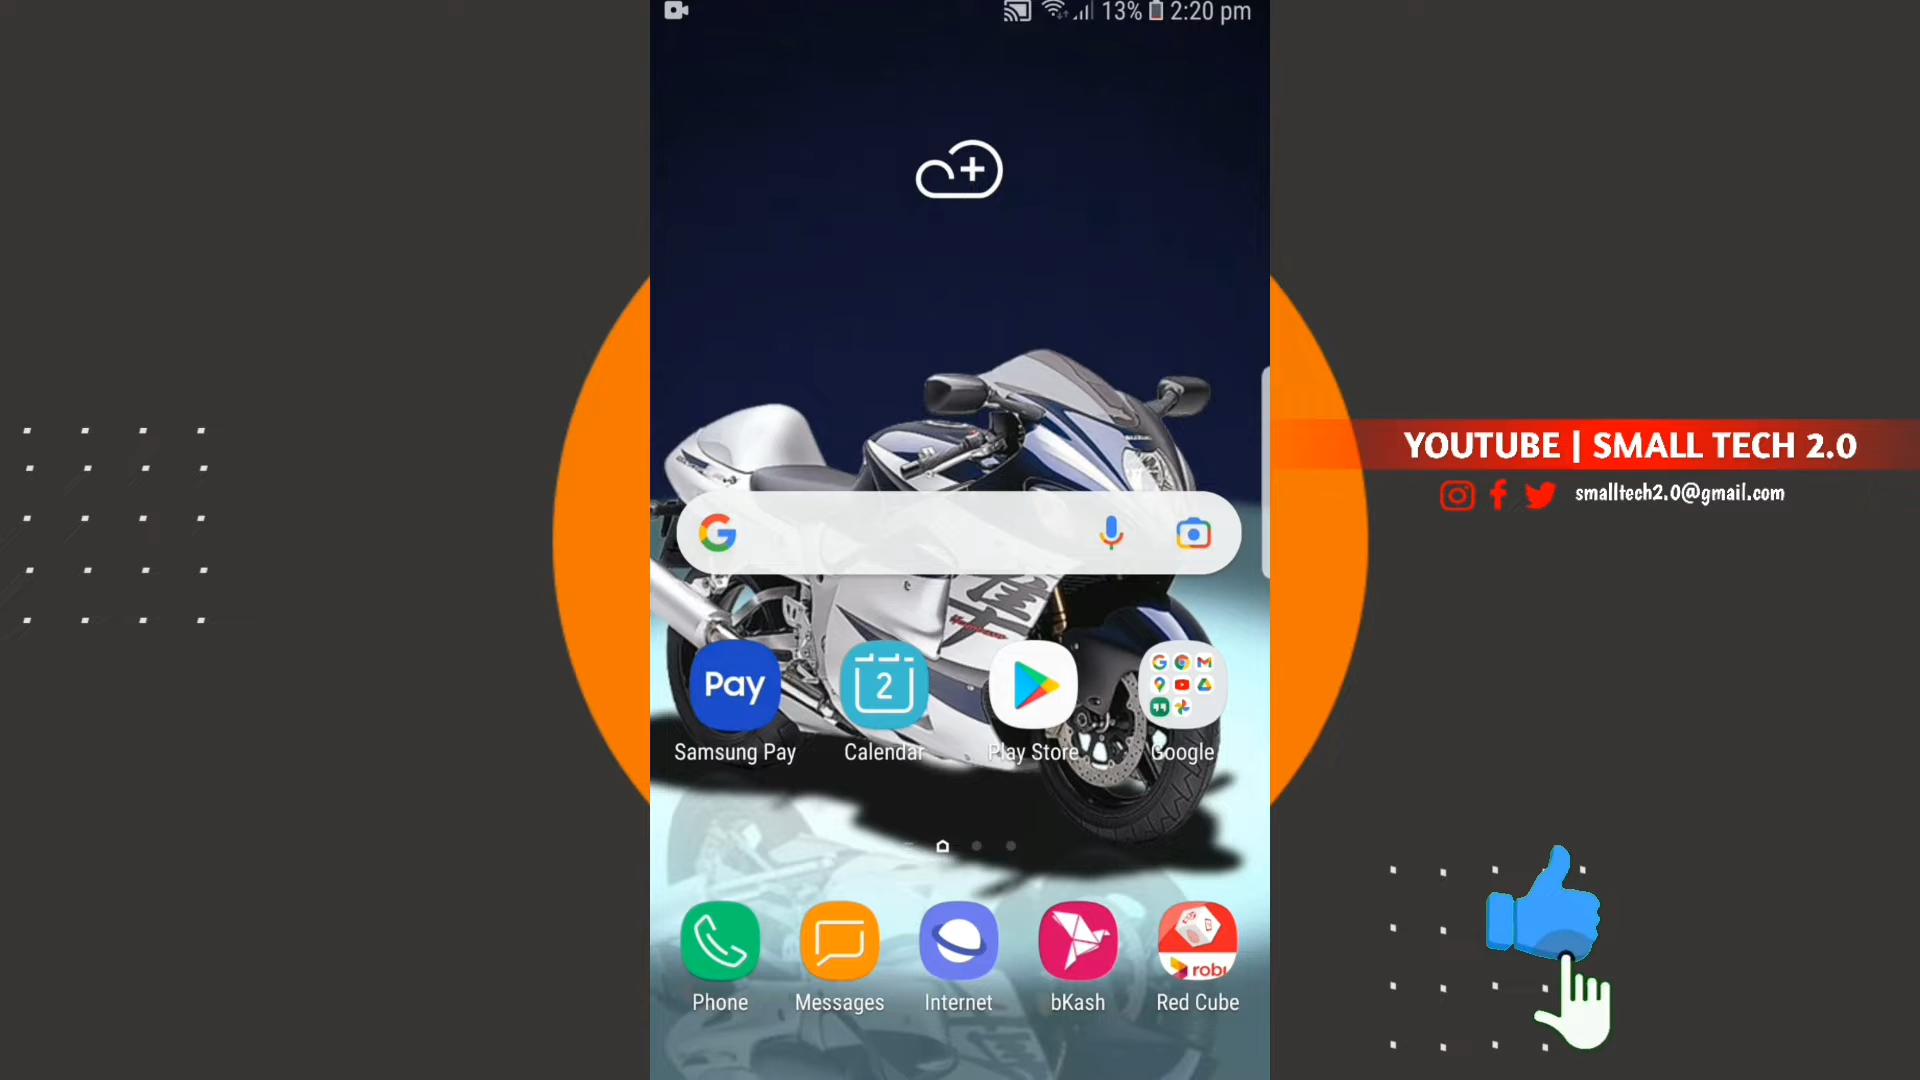 13% 2:20 pm
YOUTUBE | SMALL TECH 2.0
smalltech2.0@gmail.com
隼
Pay
2
Samsung Pay
Calendar
Play Store
Google
robi
Phone
Messages
Internet
bKash
Red Cube